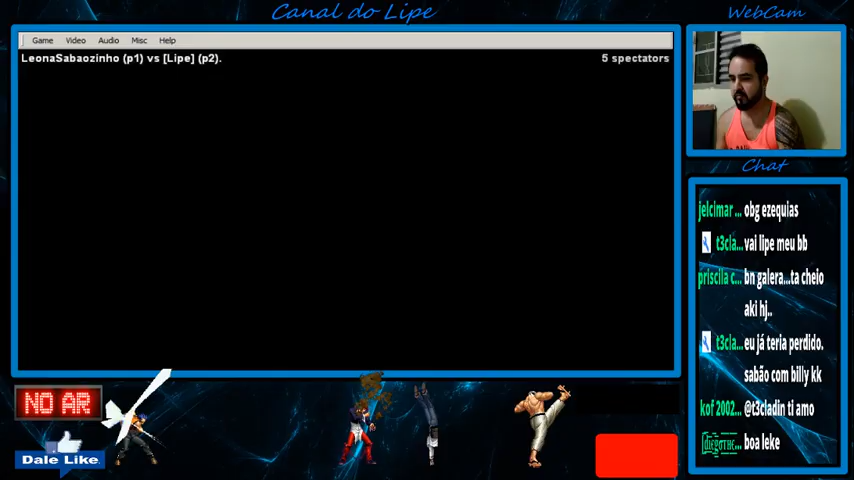 Canal do Lipe
WebCam
Game Video Audio Misc Help
LeonaSabaozinho (p1) vs [Lipe] (p2).
5 spectators
Chat
jelcimar ... obg ezequias
t3cla... vai lipe meu bb
priscila c... bn galera...ta cheio
aki hj..
t3cla... eu já teria perdido.
sabão com billy kk
kof 2002... @t3cladin ti amo
boa leke
NO AR
Dale Like.